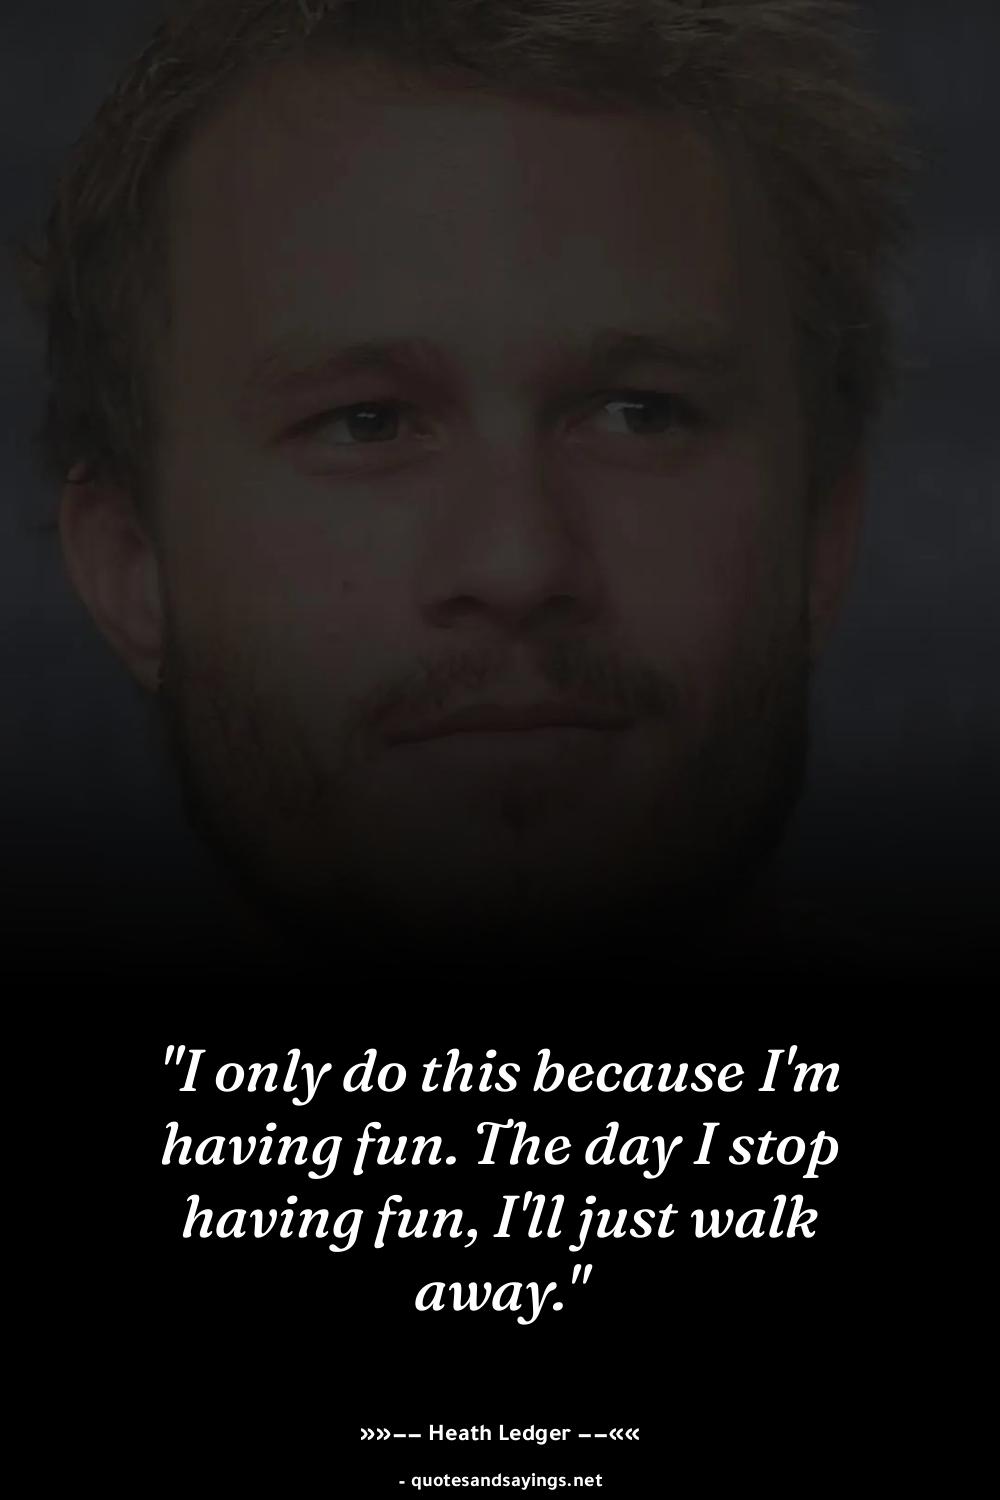 "I only do this because I'm
having fun. The day I stop
having fun, I'll just walk
away."
»»–– Heath Ledger ––««
- quotesandsayings.net